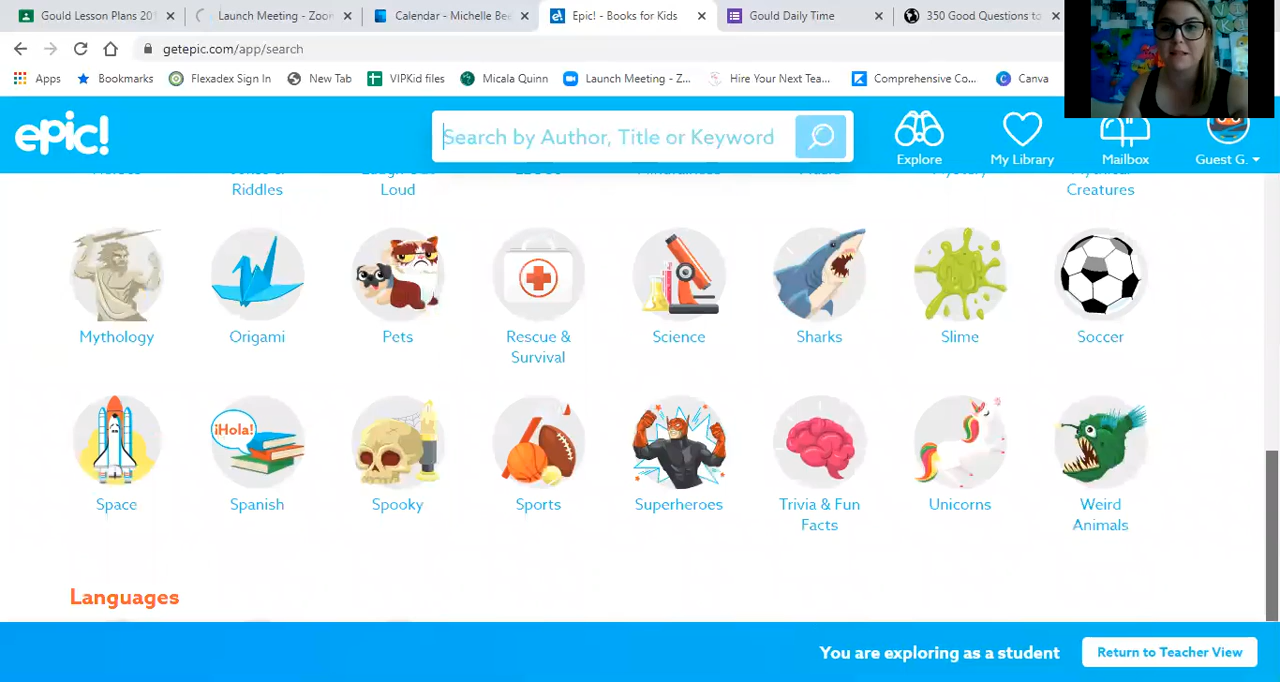 Gould Lesson Plans 20
Launch Meeting - Zoom
Calendar - Michelle Be
Epic! - Books for Kids
Gould Daily Time
350 Good Questions to
getepic.com/app/search
Apps
Bookmarks
Flexadex Sign In
New Tab
VIPKid files
Micala Quinn
Launch Meeting - Z...
Hire Your Next Tea...
Comprehensive Co...
Canva
epic!
Search by Author, Title or Keyword
Explore
My Library
Mailbox
Guest G.
Riddles
Loud
Creatures
Mythology
Origami
Pets
Rescue &
Survival
Science
Sharks
Slime
Soccer
¡Hola!
Space
Spanish
Spooky
Sports
Superheroes
Trivia & Fun
Facts
Unicorns
Weird
Animals
Languages
You are exploring as a student
Return to Teacher View